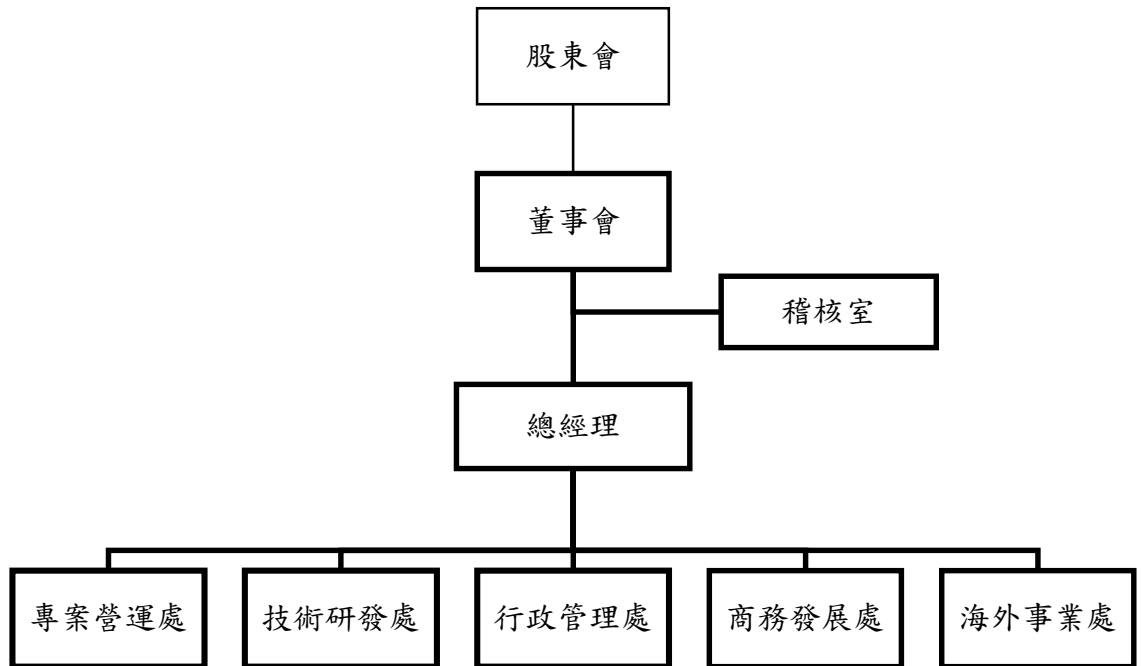 股東會
董事會
稽核室
總經理
專案營運處
技術研發處
行政管理處
商務發展處
海外事業處